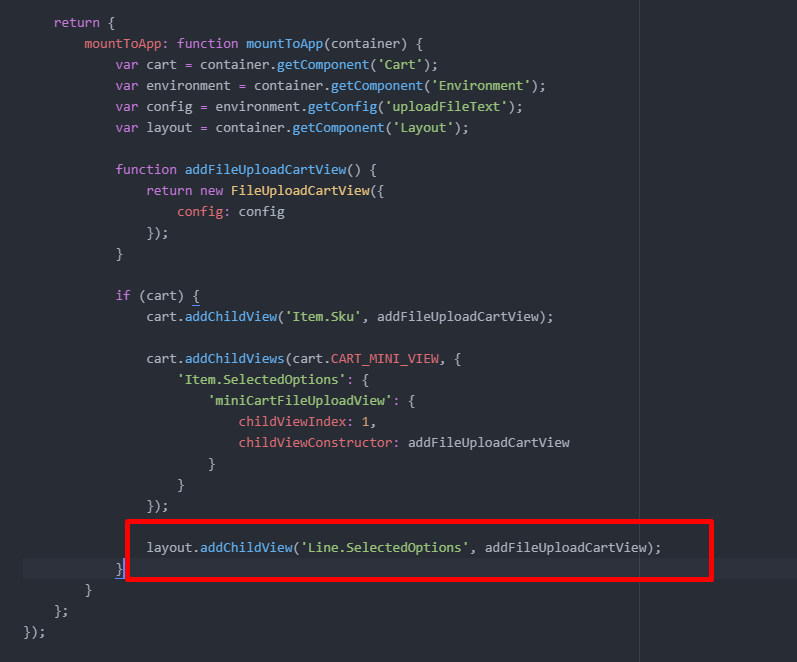 return {
mountToApp: function mountToApp(container) {
var cart = container.getComponent('Cart');
var environment = container.getComponent('Environment');
var config = environment.getConfig('uploadFileText');
var layout = container.getComponent('Layout');
function addFileUploadCartView() {
return new FileUploadCartView({
config: config
});
}
if (cart) {
cart.addChildView('Item.Sku', addFileUploadCartView);
cart.addChildViews(cart.CART_MINI_VIEW, {
'Item.SelectedOptions': {
'miniCartFileUploadView': {
childViewIndex: 1,
childViewConstructor: addFileUploadCartView
}
}
});
layout.addChildView('Line.SelectedOptions', addFileUploadCartView);
}
}
};
});